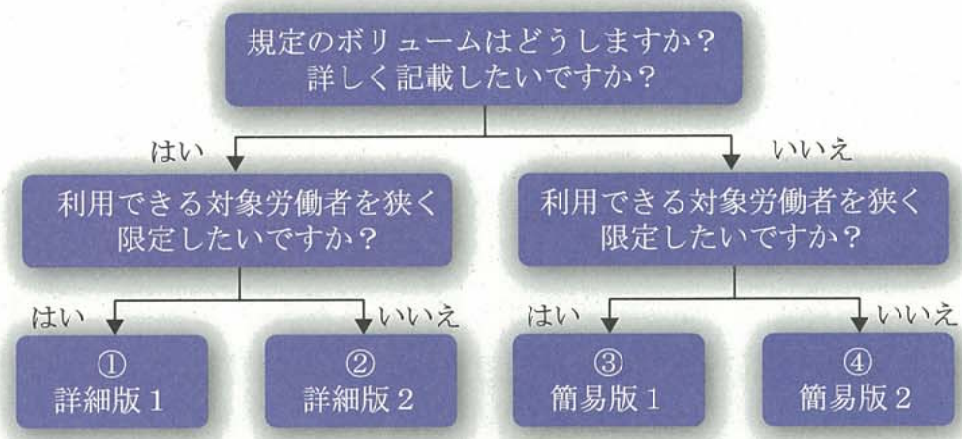 規定のボリュームはどうしますか？
詳しく記載したいですか？
はい
いいえ
利用できる対象労働者を狭く
限定したいですか？
利用できる対象労働者を狭く
限定したいですか？
はい
いいえ
はい
いいえ
①
詳細版１
②
詳細版２
③
簡易版１
④
簡易版２